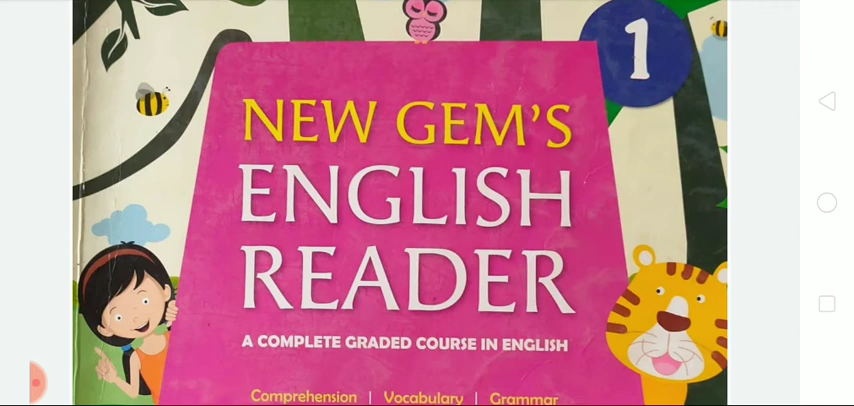 1
NEW GEM'S
ENGLISH
READER
A COMPLETE GRADED COURSE IN ENGLISH
Comprehension | Vocabulary | Grammar